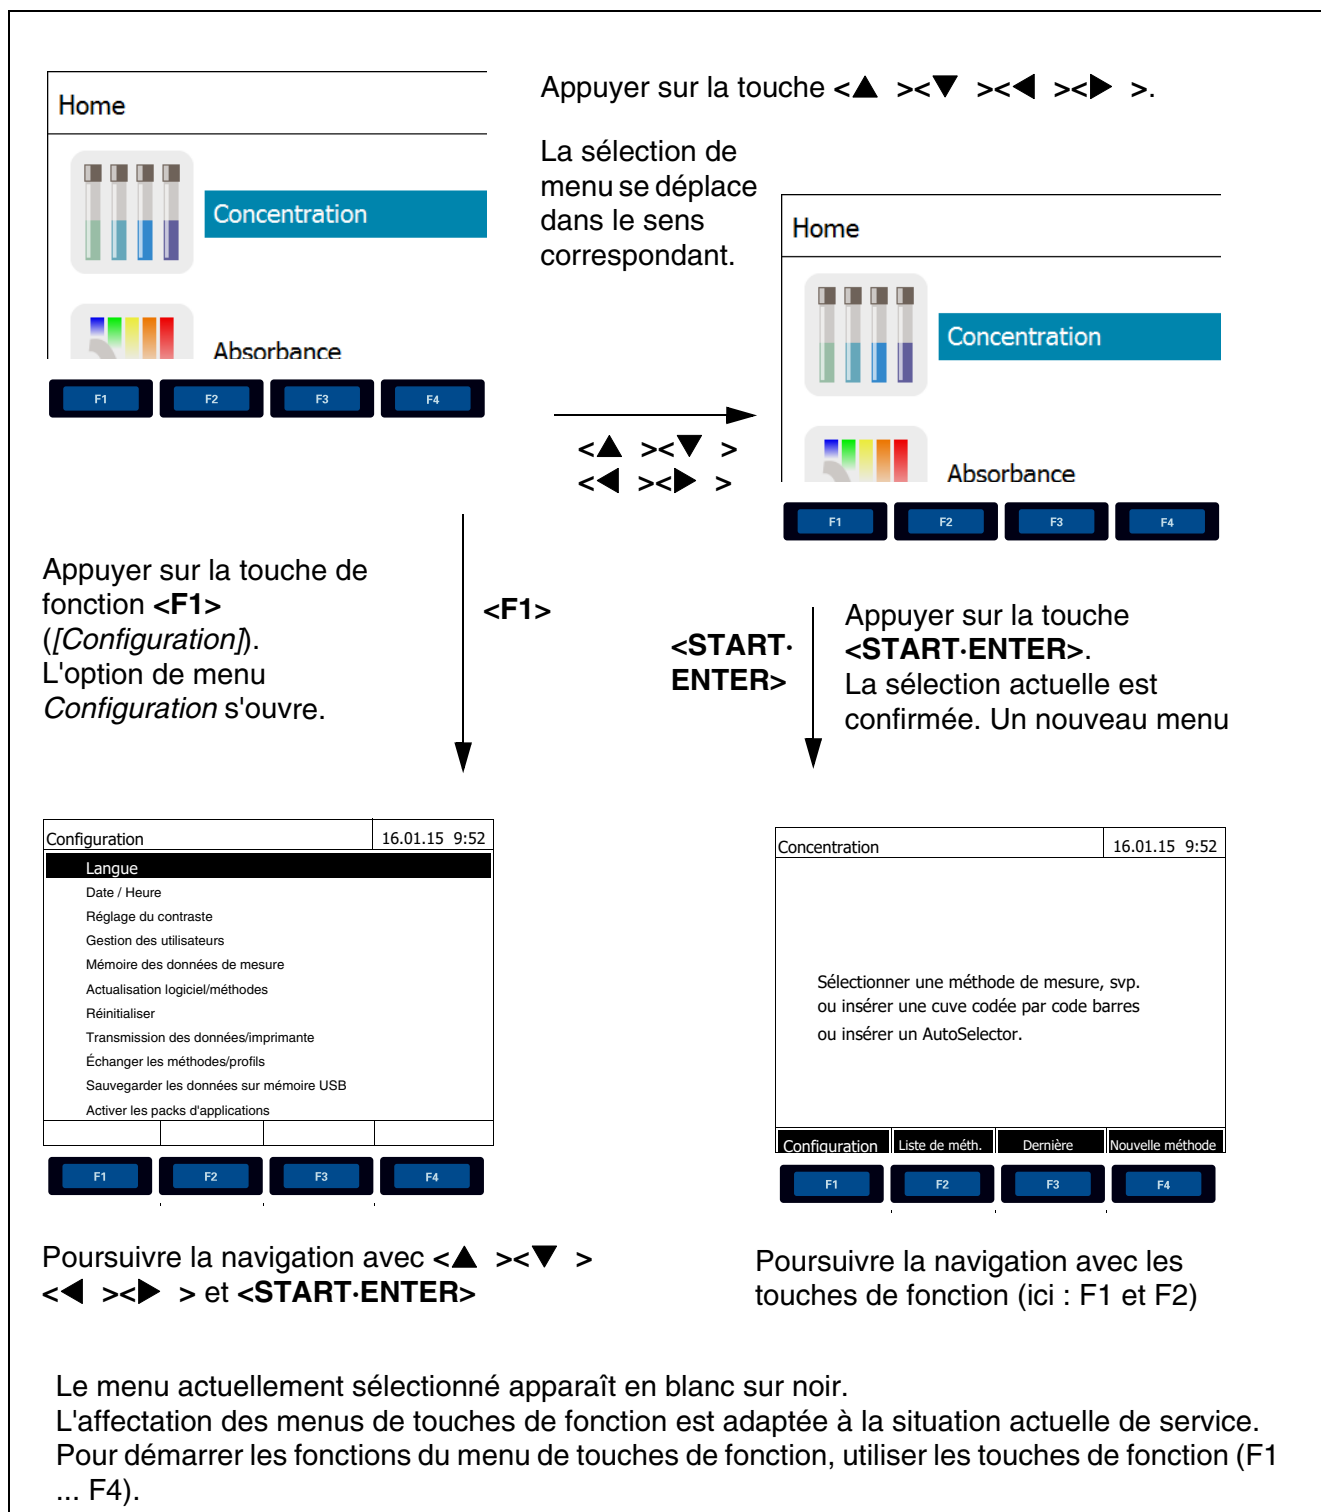 Home
Concentration
Absorbance
F1 F2 F3 F4
Appuyer sur la touche <▲ ><▼ ><◀ ><▶ >.
La sélection de
menu se déplace
dans le sens
correspondant.
Home
Concentration
Absorbance
F1 F2 F3 F4
<▲ ><▼ >
<◀ ><▶ >
Appuyer sur la touche de
fonction <F1>
([Configuration]).
L'option de menu
Configuration s'ouvre.
<F1>
<START·
ENTER>
Appuyer sur la touche
<START·ENTER>.
La sélection actuelle est
confirmée. Un nouveau menu
Configuration 16.01.15 9:52
Langue
Date / Heure
Réglage du contraste
Gestion des utilisateurs
Mémoire des données de mesure
Actualisation logiciel/méthodes
Réinitialiser
Transmission des données/imprimante
Échanger les méthodes/profils
Sauvegarder les données sur mémoire USB
Activer les packs d'applications
F1 F2 F3 F4
Concentration 16.01.15 9:52
Sélectionner une méthode de mesure, svp.
ou insérer une cuve codée par code barres
ou insérer un AutoSelector.
Configuration Liste de méth. Dernière Nouvelle méthode
F1 F2 F3 F4
Poursuivre la navigation avec <▲ ><▼ >
<◀ ><▶ > et <START·ENTER>
Poursuivre la navigation avec les
touches de fonction (ici : F1 et F2)
Le menu actuellement sélectionné apparaît en blanc sur noir.
L'affectation des menus de touches de fonction est adaptée à la situation actuelle de service.
Pour démarrer les fonctions du menu de touches de fonction, utiliser les touches de fonction (F1
... F4).